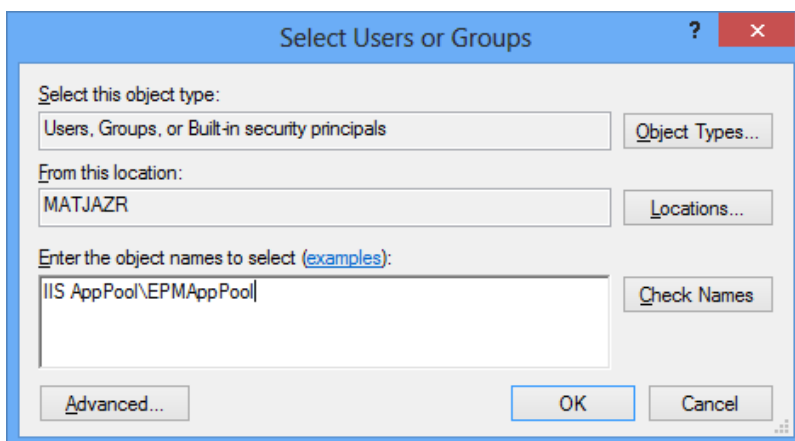 Select Users or Groups
?
Select this object type:
Users, Groups, or Built-in security principals
Object Types...
From this location:
MATJAZR
Locations...
Enter the object names to select (examples):
IIS AppPool\EPMAppPool
Check Names
Advanced...
OK
Cancel